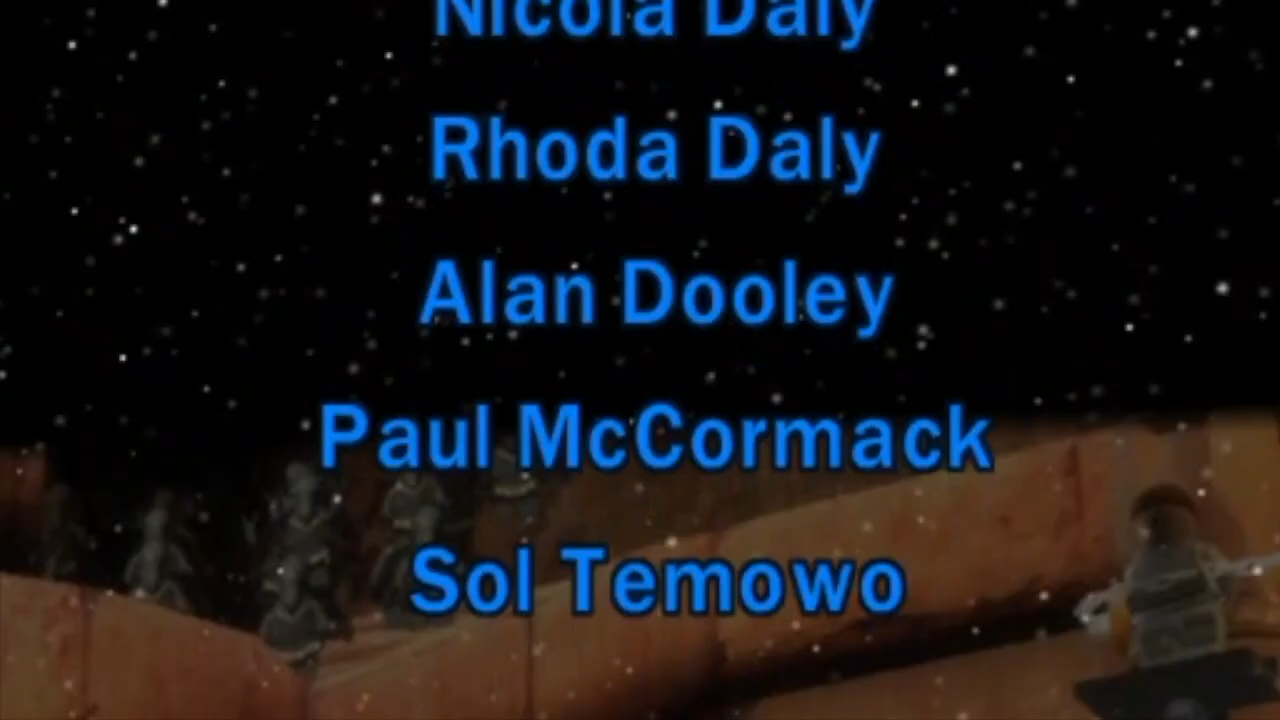 Nicola Daly
Rhoda Daly
Alan Dooley
Paul McCormack
Sol Temowo